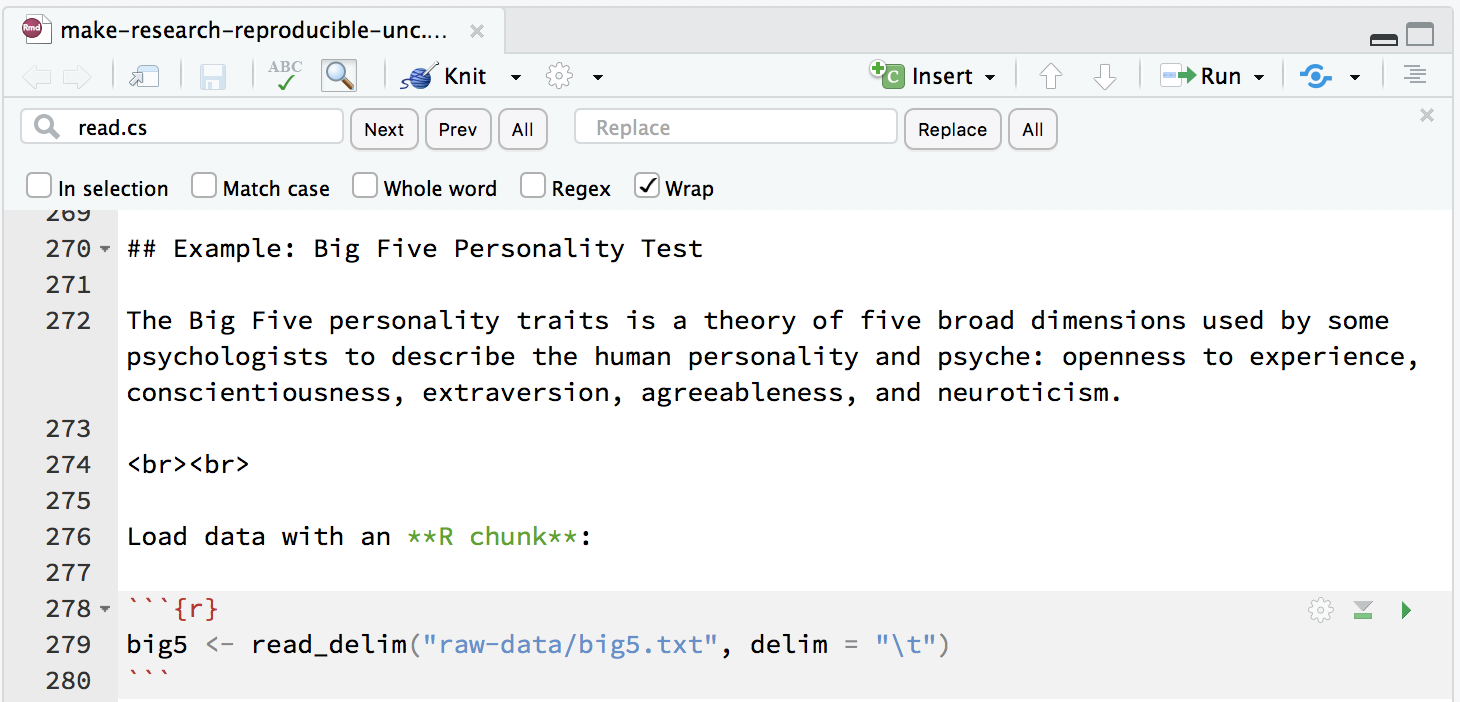 Rmd make-research-reproducible-unc....
ABC Knit Insert Run
read.cs Next Prev All Replace Replace All
In selection Match case Whole word Regex Wrap
269
270 ## Example: Big Five Personality Test
271
272 The Big Five personality traits is a theory of five broad dimensions used by some
psychologists to describe the human personality and psyche: openness to experience,
conscientiousness, extraversion, agreeableness, and neuroticism.
273
274 <br><br>
275
276 Load data with an **R chunk**:
277
278 ```{r}
279 big5 <- read_delim("raw-data/big5.txt", delim = "\t")
280 ```